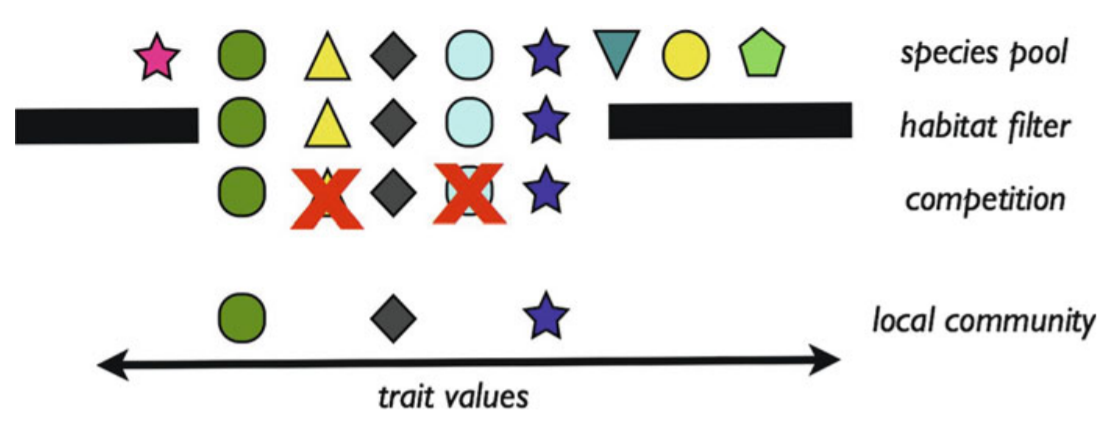 species pool
habitat filter
competition
local community
trait values